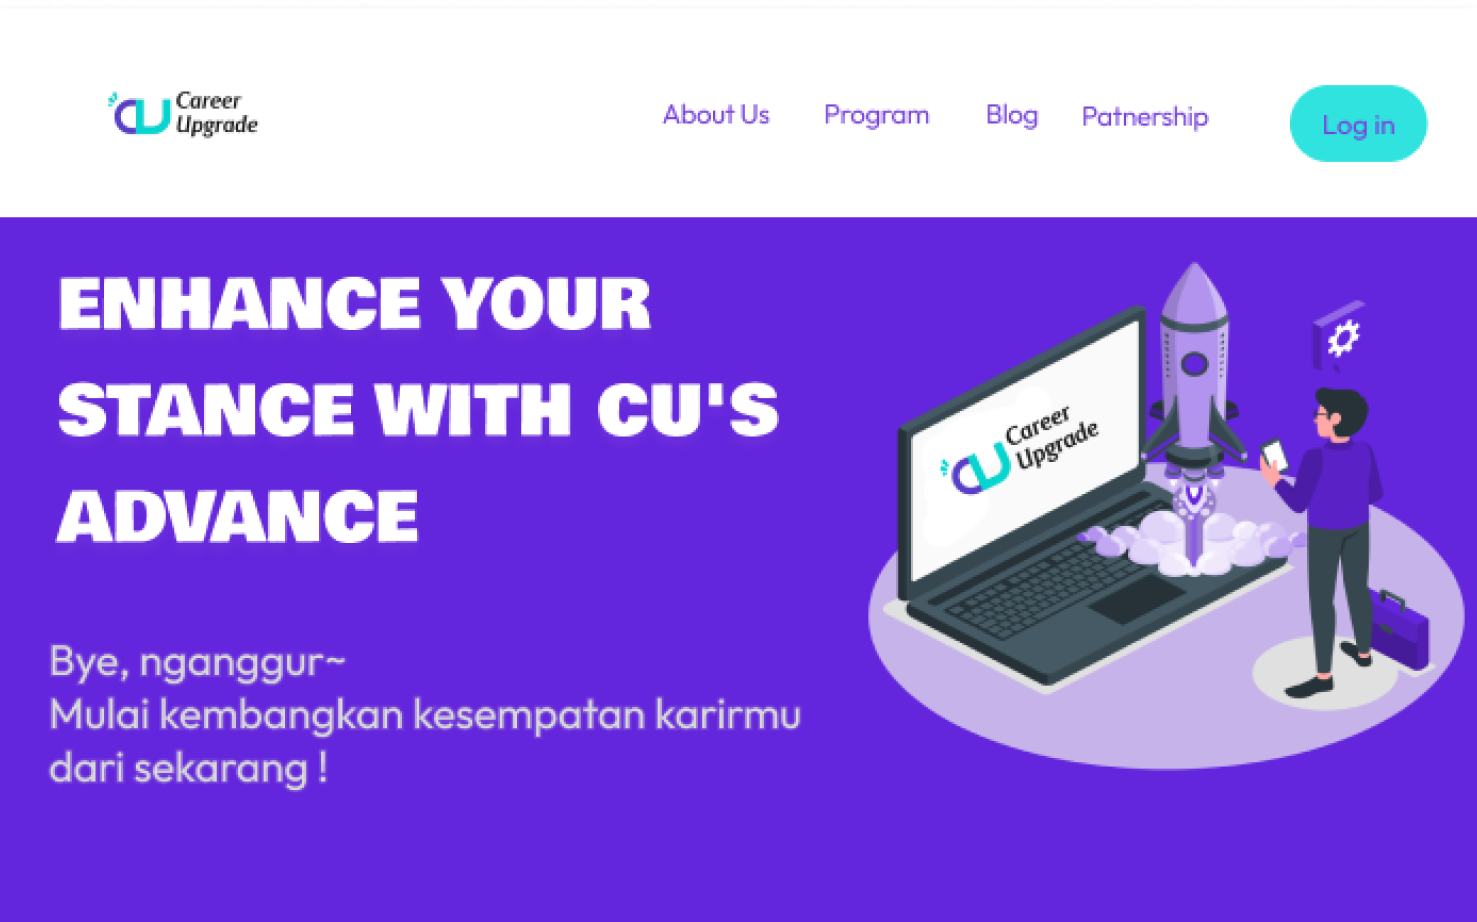 Career
Upgrade
About Us Program Blog Patnership Log in
ENHANCE YOUR
STANCE WITH CU'S
ADVANCE
Career
Upgrade
Bye, nganggur~
Mulai kembangkan kesempatan karirmu
dari sekarang !